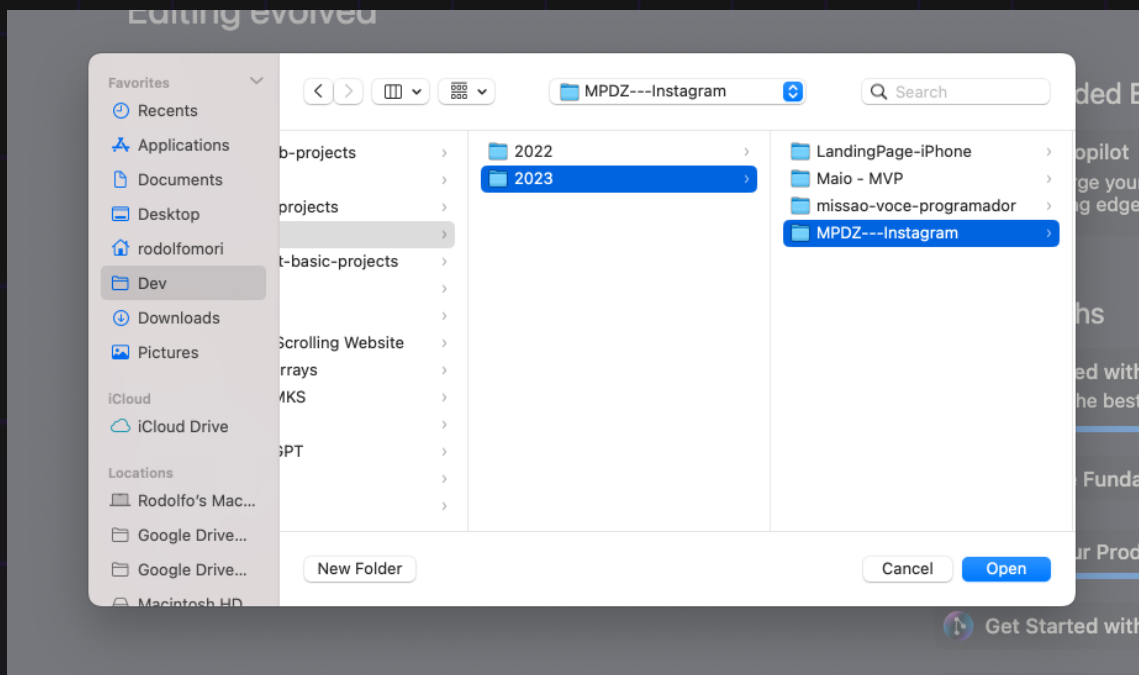 Editing evolved
Favorites
Recents
Applications
Documents
Desktop
rodolfomori
Dev
Downloads
Pictures
iCloud
iCloud Drive
Locations
Rodolfo's Mac...
Google Drive...
Google Drive...
Macintosh HD
MPDZ---Instagram
Search
b-projects
projects
t-basic-projects
Scrolling Website
rrays
MKS
GPT
2022
2023
LandingPage-iPhone
Maio - MVP
missao-voce-programador
MPDZ---Instagram
New Folder
Cancel
Open
ded E
opilot
rge your
ng edge
hs
ed with
he best
Funda
ur Prod
Get Started with